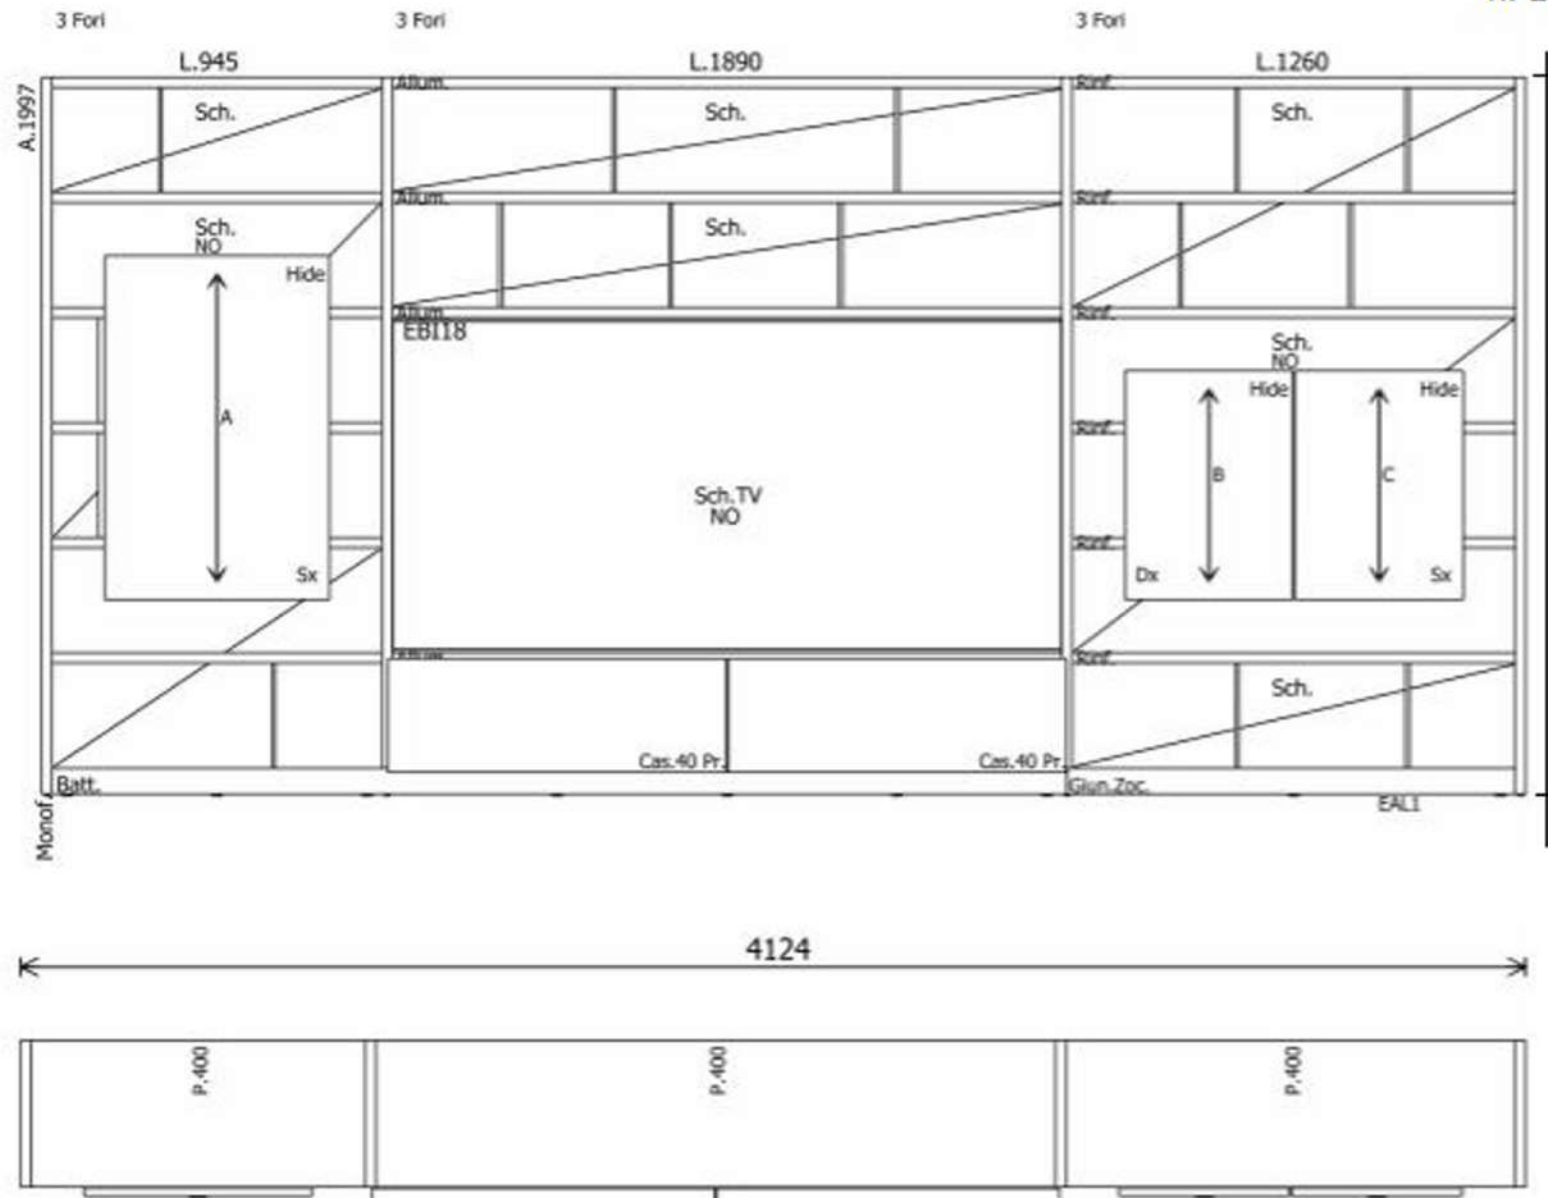 3 Fori
3 Fori
3 Fori
L.945
L.1890
L.1260
A.1997
Allum.
Rinf.
Sch.
Sch.
Sch.
Allum.
Rinf.
Sch.
NO
Sch.
Hide
Allum.
Rinf.
EBI18
Sch.
NO
Hide
Hide
A
Rinf.
B
C
Sch.TV
NO
Rinf.
Sx
Dx
Sx
Allum.
Rinf.
Sch.
Cas.40 Pr.
Cas.40 Pr.
Batt.
Giun.Zoc.
EAL1
Monof.
4124
P.400
P.400
P.400